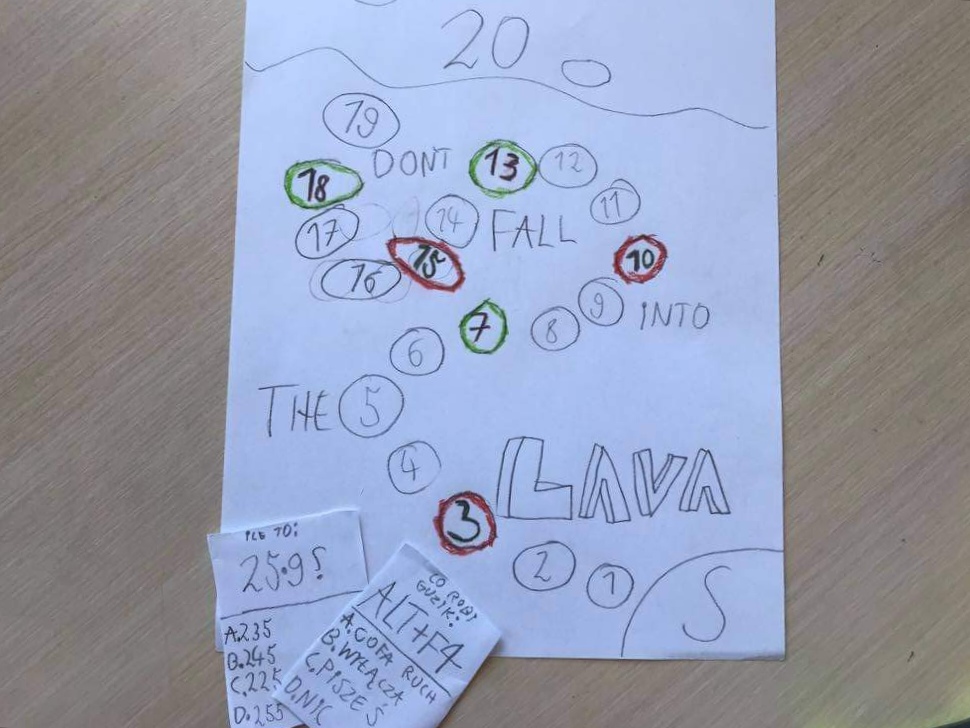 20
19
DONT
13
12
18
11
17
14
FALL
15
10
16
9
INTO
7
8
6
THE
5
4
LAVA
3
2
1
S
ILE TO:
25·9?
A.235
B.245
C.225
D.255
CO ROBI
GUZIK:
ALT+F4
A.COFA RUCH
B.WYŁĄCZA
C.PISZE Ś
D.NIC